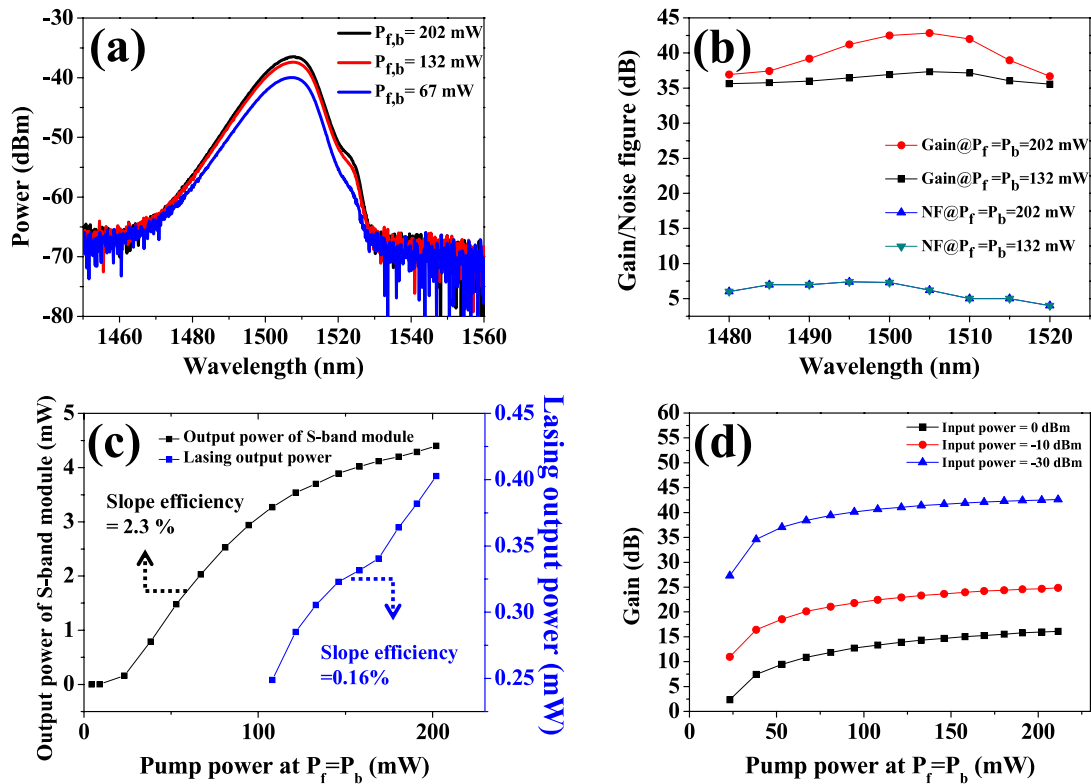 (a)
P_f,b = 202 mW
P_f,b = 132 mW
P_f,b = 67 mW
-30
-40
-50
-60
-70
-80
Power (dBm)
1460 1480 1500 1520 1540 1560
Wavelength (nm)
(b)
45
40
35
30
25
20
15
10
5
Gain/Noise figure (dB)
Gain@P_f =P_b=202 mW
Gain@P_f =P_b=132 mW
NF@P_f =P_b=202 mW
NF@P_f =P_b=132 mW
1480 1490 1500 1510 1520
Wavelength (nm)
(c)
Output power of S-band module
Lasing output power
5
4
3
2
1
0
Output power of S-band module (mW)
Slope efficiency
= 2.3 %
Slope efficiency
=0.16%
0.45
0.40
0.35
0.30
0.25
Lasing output power (mW)
0 100 200
Pump power at P_f=P_b (mW)
(d)
Input power = 0 dBm
Input power = -10 dBm
Input power = -30 dBm
60
55
50
45
40
35
30
25
20
15
10
5
0
Gain (dB)
0 50 100 150 200
Pump power at P_f=P_b (mW)